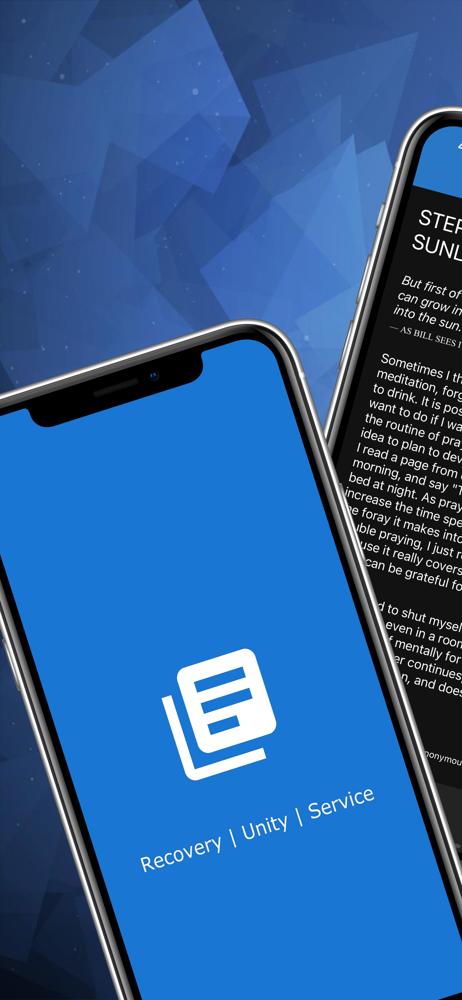 Recovery | Unity | Service
STEP
SUNL
But first of
can grow in
into the sun.
— AS BILL SEES I
Sometimes I th
meditation, forg
to drink. It is pos
want to do if I wa
the routine of pray
idea to plan to dev
I read a page from
morning, and say "T
bed at night. As pray
increase the time spe
he foray it makes into
uble praying, I just r
use it really covers
can be grateful fo
d to shut mysel
even in a room
f mentally for
er continues,
n, and does
nonymou